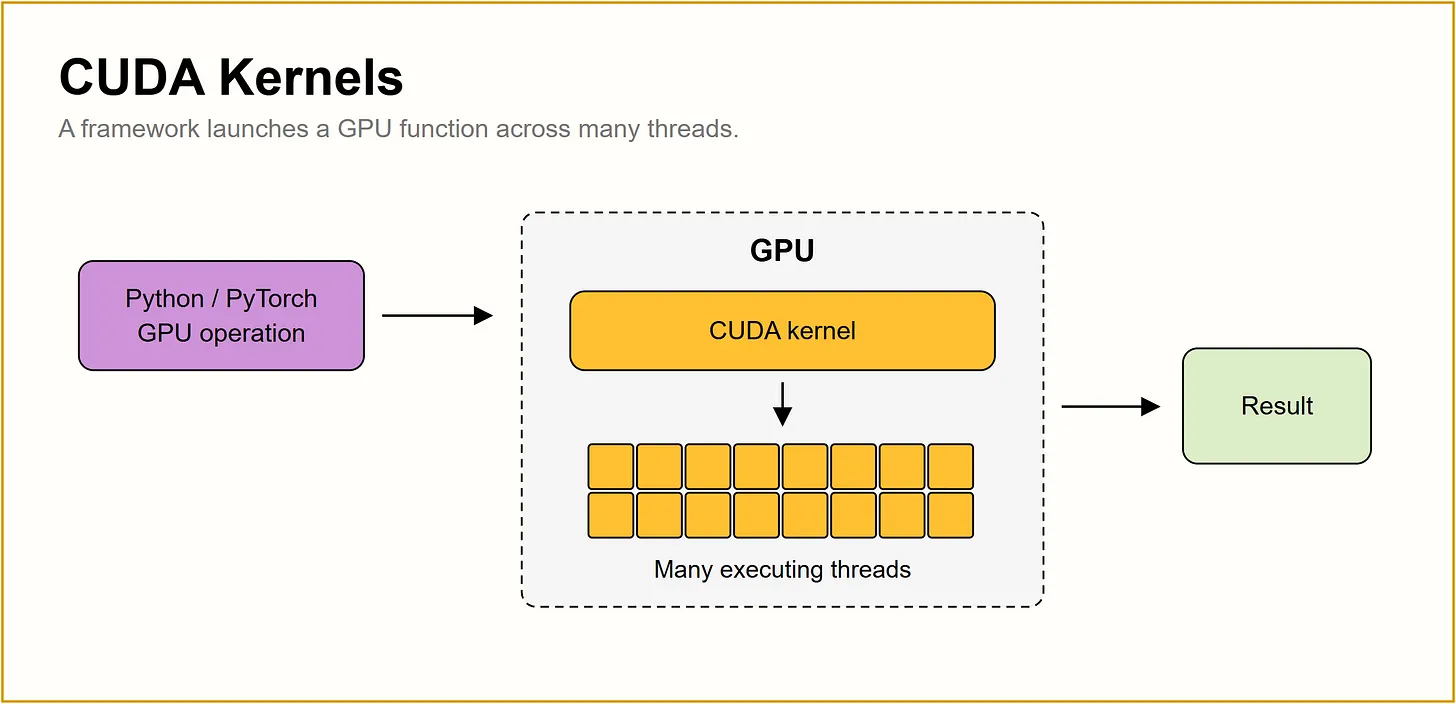 CUDA Kernels
A framework launches a GPU function across many threads.
Python / PyTorch
GPU operation
GPU
CUDA kernel
Many executing threads
Result